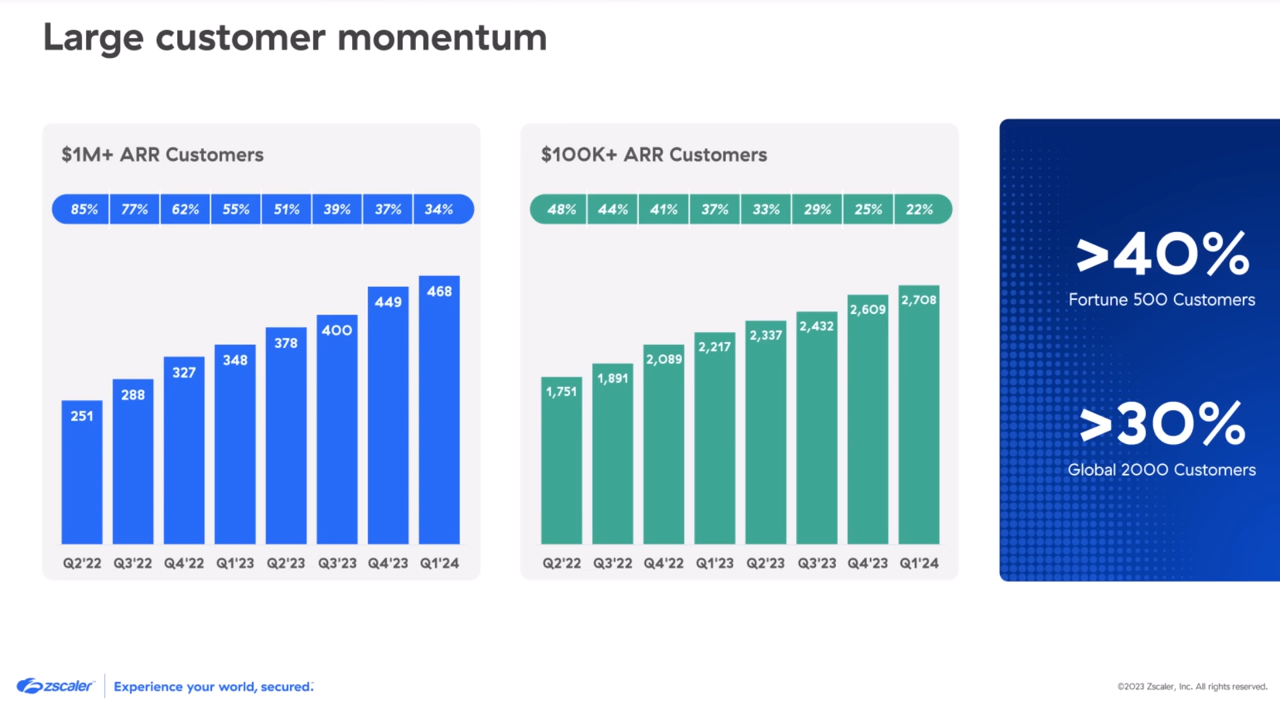 Large customer momentum
$1M+ ARR Customers
85% 77% 62% 55% 51% 39% 37% 34%
251 288 327 348 378 400 449 468
Q2'22 Q3'22 Q4'22 Q1'23 Q2'23 Q3'23 Q4'23 Q1'24
$100K+ ARR Customers
48% 44% 41% 37% 33% 29% 25% 22%
1,751 1,891 2,089 2,217 2,337 2,432 2,609 2,708
Q2'22 Q3'22 Q4'22 Q1'23 Q2'23 Q3'23 Q4'23 Q1'24
>40%
Fortune 500 Customers
>30%
Global 2000 Customers
zscaler™ Experience your world, secured.™
©2023 Zscaler, Inc. All rights reserved.